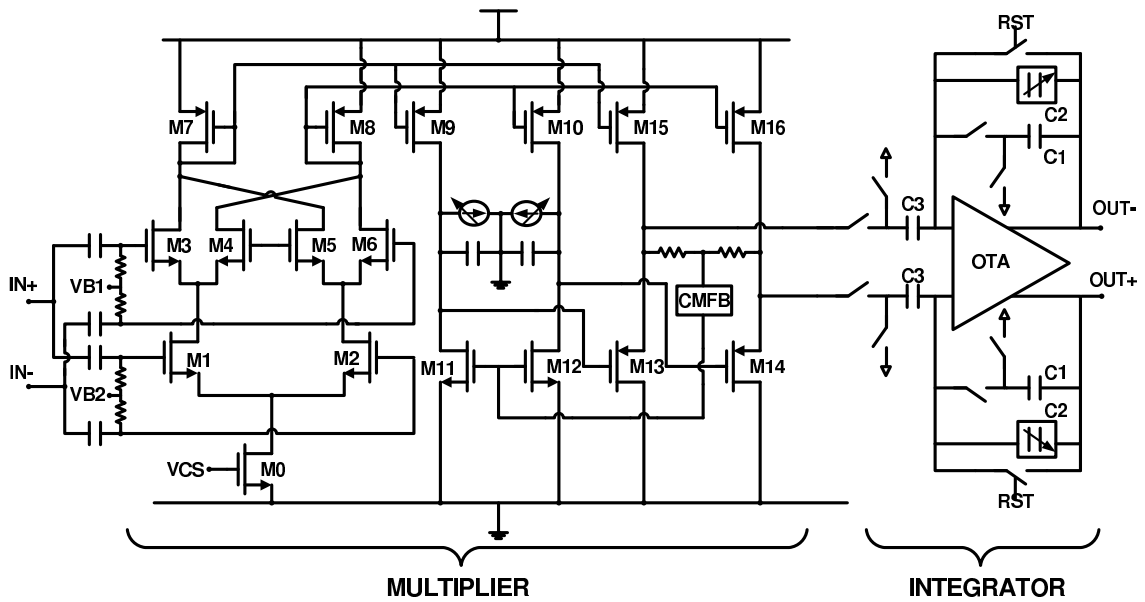 RST
M7
M8
M9
M10
M15
M16
C2
C1
C3
M3
M4
M5
M6
OUT-
IN+
VB1
OTA
C3
CMFB
OUT+
M1
M2
M11
M12
M13
M14
IN-
VB2
C1
C2
VCS
M0
RST
MULTIPLIER
INTEGRATOR